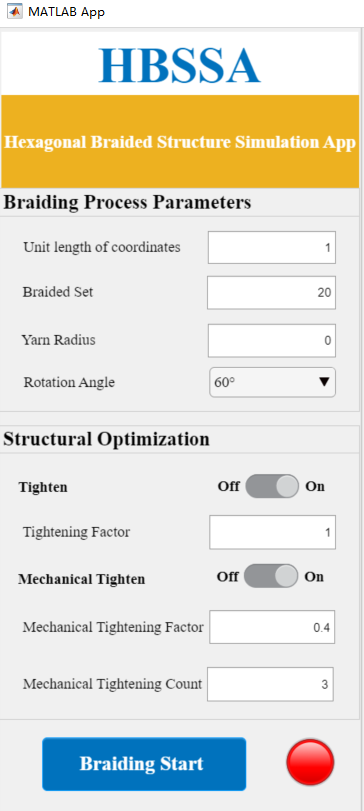 MATLAB App
HBSSA
Hexagonal Braided Structure Simulation App
Braiding Process Parameters
Unit length of coordinates 1
Braided Set 20
Yarn Radius 0
Rotation Angle 60°
Structural Optimization
Tighten Off On
Tightening Factor 1
Mechanical Tighten Off On
Mechanical Tightening Factor 0.4
Mechanical Tightening Count 3
Braiding Start